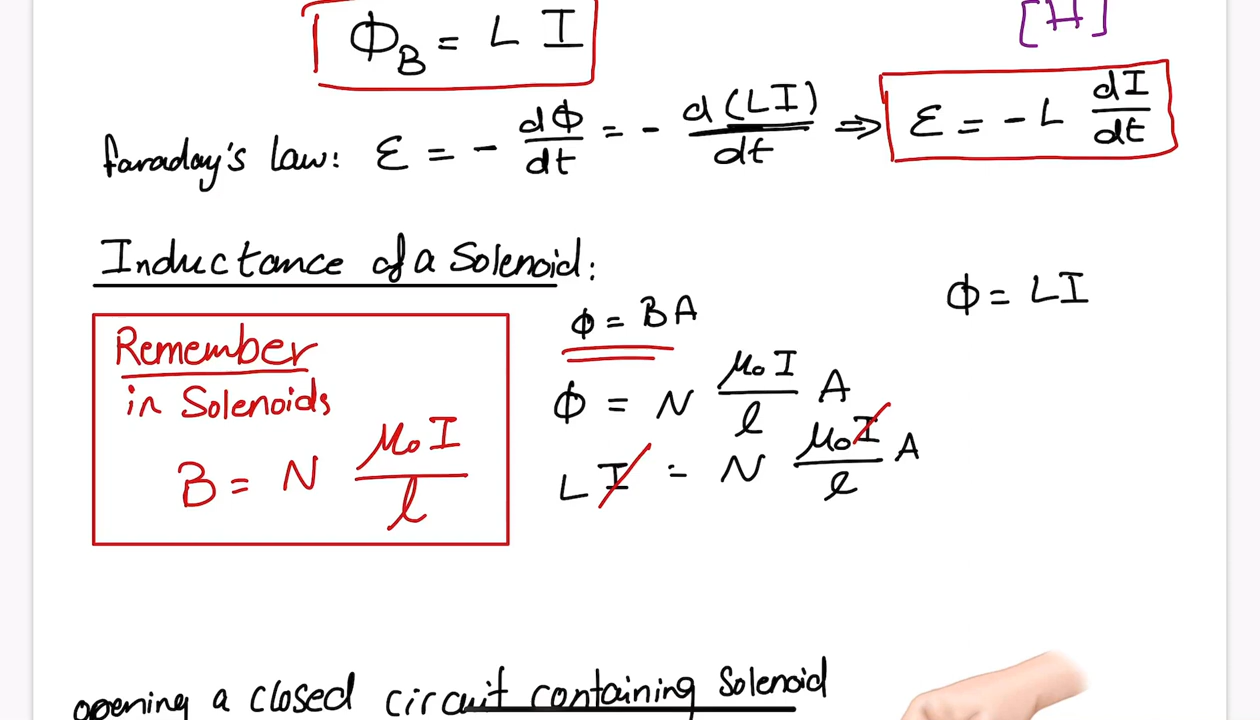 Φ_B = L I
[H]
faraday's law: ε = - dΦ/dt = - d(LI)/dt ⇒ ε = - L dI/dt
Inductance of a Solenoid:
Φ = LI
Remember
in Solenoids
B = N μ₀I/l
Φ = BA
Φ = N μ₀I/l A
L I = N μ₀I/l A
opening a closed circuit containing Solenoid